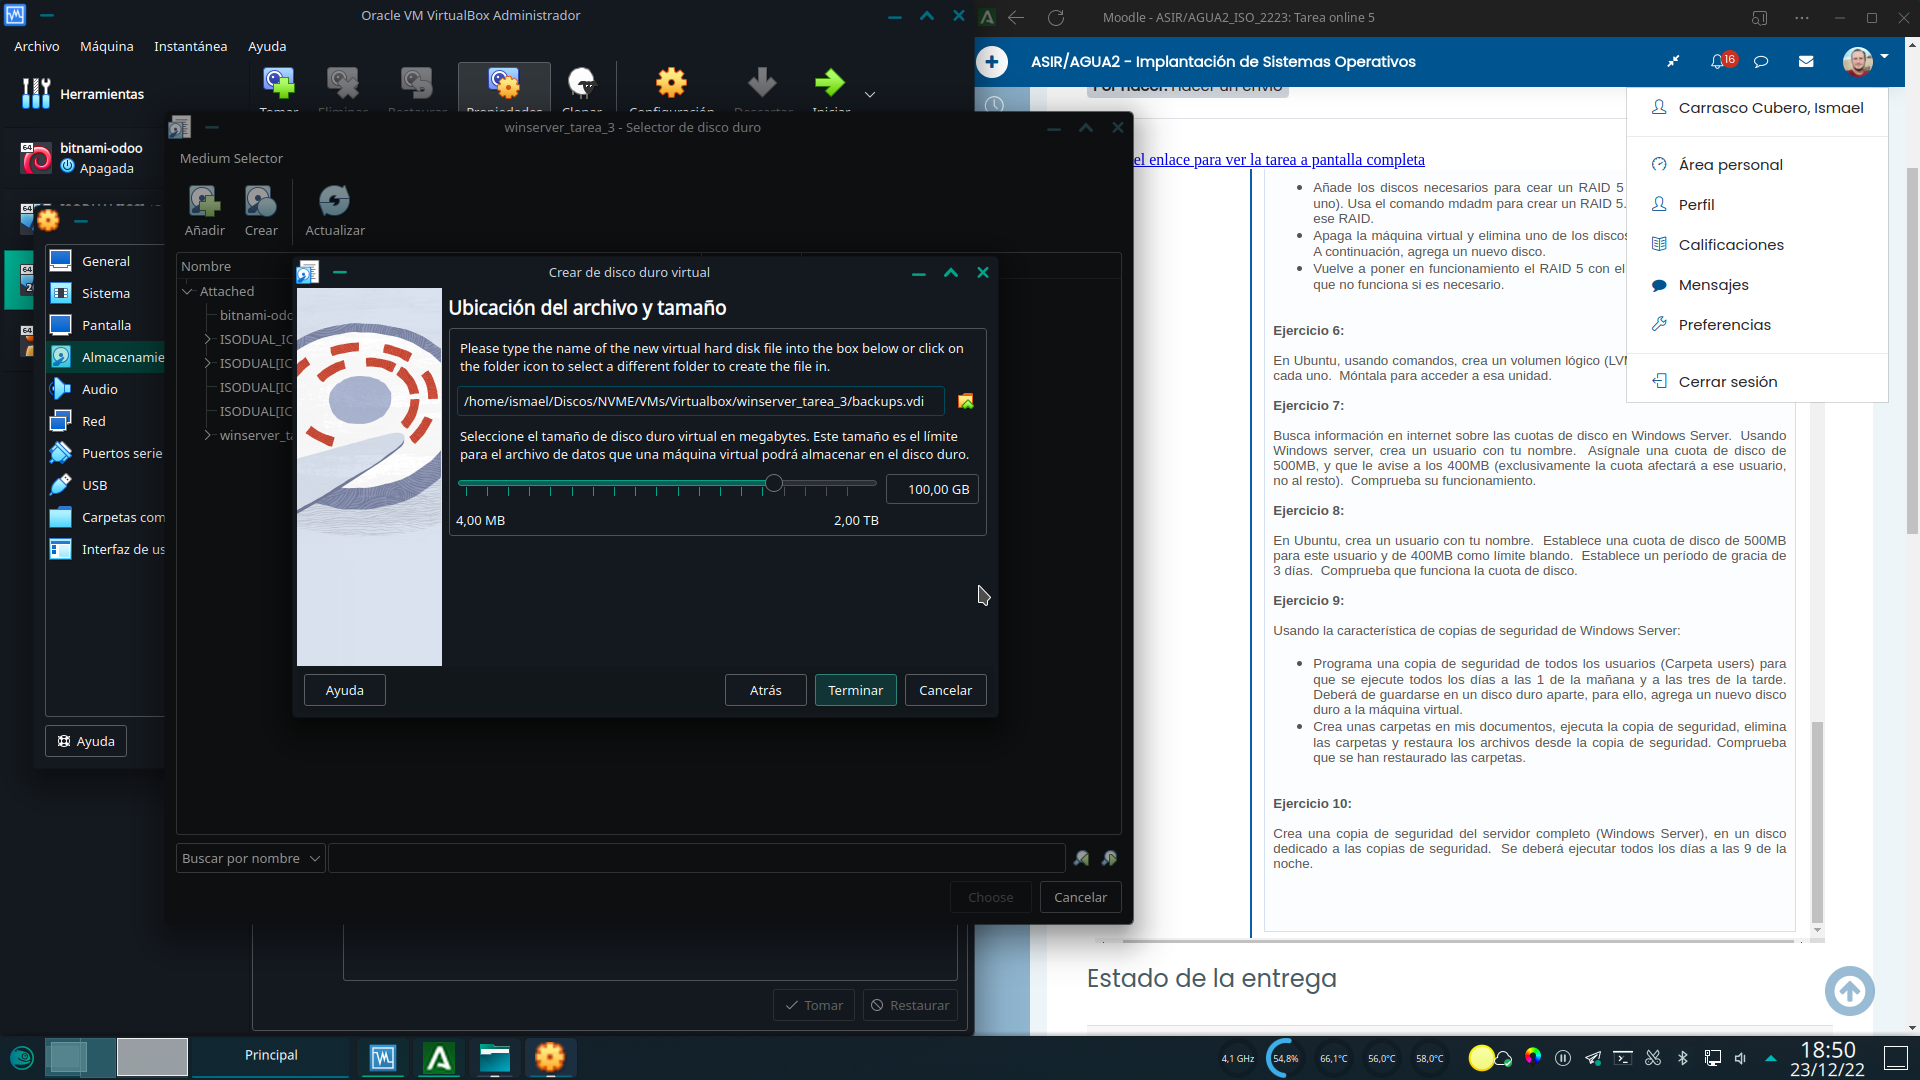 Oracle VM VirtualBox Administrador
Archivo Máquina Instantánea Ayuda
Herramientas
bitnami-odoo
Apagada
winserver_tarea_3 - Selector de disco duro
Medium Selector
Añadir Crear Actualizar
Nombre
Attached
bitnami-odo
ISODUAL_IC
ISODUAL[IC
ISODUAL[IC
ISODUAL[IC
winserver_ta
General
Sistema
Pantalla
Almacenamie
Audio
Red
Puertos serie
USB
Carpetas com
Interfaz de us
Ayuda
Crear de disco duro virtual
Ubicación del archivo y tamaño
Please type the name of the new virtual hard disk file into the box below or click on
the folder icon to select a different folder to create the file in.
/home/ismael/Discos/NVME/VMs/Virtualbox/winserver_tarea_3/backups.vdi
Seleccione el tamaño de disco duro virtual en megabytes. Este tamaño es el límite
para el archivo de datos que una máquina virtual podrá almacenar en el disco duro.
100,00 GB
4,00 MB 2,00 TB
Ayuda Atrás Terminar Cancelar
Buscar por nombre
Choose Cancelar
Tomar Restaurar
Moodle - ASIR/AGUA2_ISO_2223: Tarea online 5
ASIR/AGUA2 - Implantación de Sistemas Operativos
16
el enlace para ver la tarea a pantalla completa
Añade los discos necesarios para cear un RAID 5
uno). Usa el comando mdadm para crear un RAID 5.
ese RAID.
Apaga la máquina virtual y elimina uno de los discos
A continuación, agrega un nuevo disco.
Vuelve a poner en funcionamiento el RAID 5 con el
que no funciona si es necesario.
Ejercicio 6:
En Ubuntu, usando comandos, crea un volumen lógico (LVM
cada uno. Móntala para acceder a esa unidad.
Ejercicio 7:
Busca información en internet sobre las cuotas de disco en Windows Server. Usando
Windows server, crea un usuario con tu nombre. Asígnale una cuota de disco de
500MB, y que le avise a los 400MB (exclusivamente la cuota afectará a ese usuario,
no al resto). Comprueba su funcionamiento.
Ejercicio 8:
En Ubuntu, crea un usuario con tu nombre. Establece una cuota de disco de 500MB
para este usuario y de 400MB como límite blando. Establece un período de gracia de
3 días. Comprueba que funciona la cuota de disco.
Ejercicio 9:
Usando la característica de copias de seguridad de Windows Server:
Programa una copia de seguridad de todos los usuarios (Carpeta users) para
que se ejecute todos los días a las 1 de la mañana y a las tres de la tarde.
Deberá de guardarse en un disco duro aparte, para ello, agrega un nuevo disco
duro a la máquina virtual.
Crea unas carpetas en mis documentos, ejecuta la copia de seguridad, elimina
las carpetas y restaura los archivos desde la copia de seguridad. Comprueba
que se han restaurado las carpetas.
Ejercicio 10:
Crea una copia de seguridad del servidor completo (Windows Server), en un disco
dedicado a las copias de seguridad. Se deberá ejecutar todos los días a las 9 de la
noche.
Estado de la entrega
Carrasco Cubero, Ismael
Área personal
Perfil
Calificaciones
Mensajes
Preferencias
Cerrar sesión
Principal
4,1 GHz 54,8% 66,1°C 56,0°C 58,0°C
18:50
23/12/22